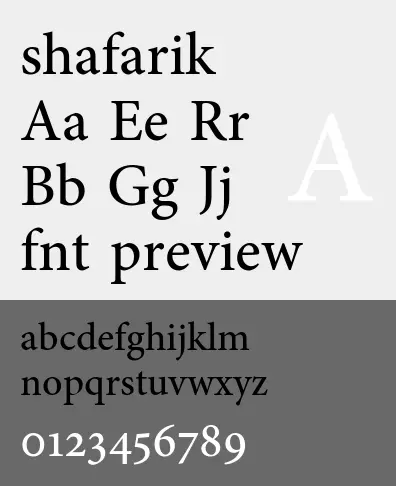 shafarik
Aa Ee Rr
Bb Gg Jj
A
fnt preview
abcdefghijklm
nopqrstuvwxyz
0123456789